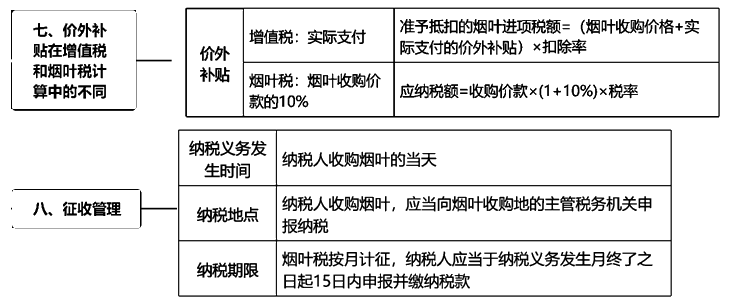 七、价外补
贴在增值税
和烟叶税计
算中的不同
价外
补贴
增值税：实际支付
准予抵扣的烟叶进项税额=（烟叶收购价格+实
际支付的价外补贴）×扣除率
烟叶税：烟叶收购价
款的10%
应纳税额=收购价款×(1+10%)×税率
八、征收管理
纳税义务发
生时间
纳税人收购烟叶的当天
纳税地点
纳税人收购烟叶，应当向烟叶收购地的主管税务机关申
报纳税
纳税期限
烟叶税按月计征，纳税人应当于纳税义务发生月终了之
日起15日内申报并缴纳税款